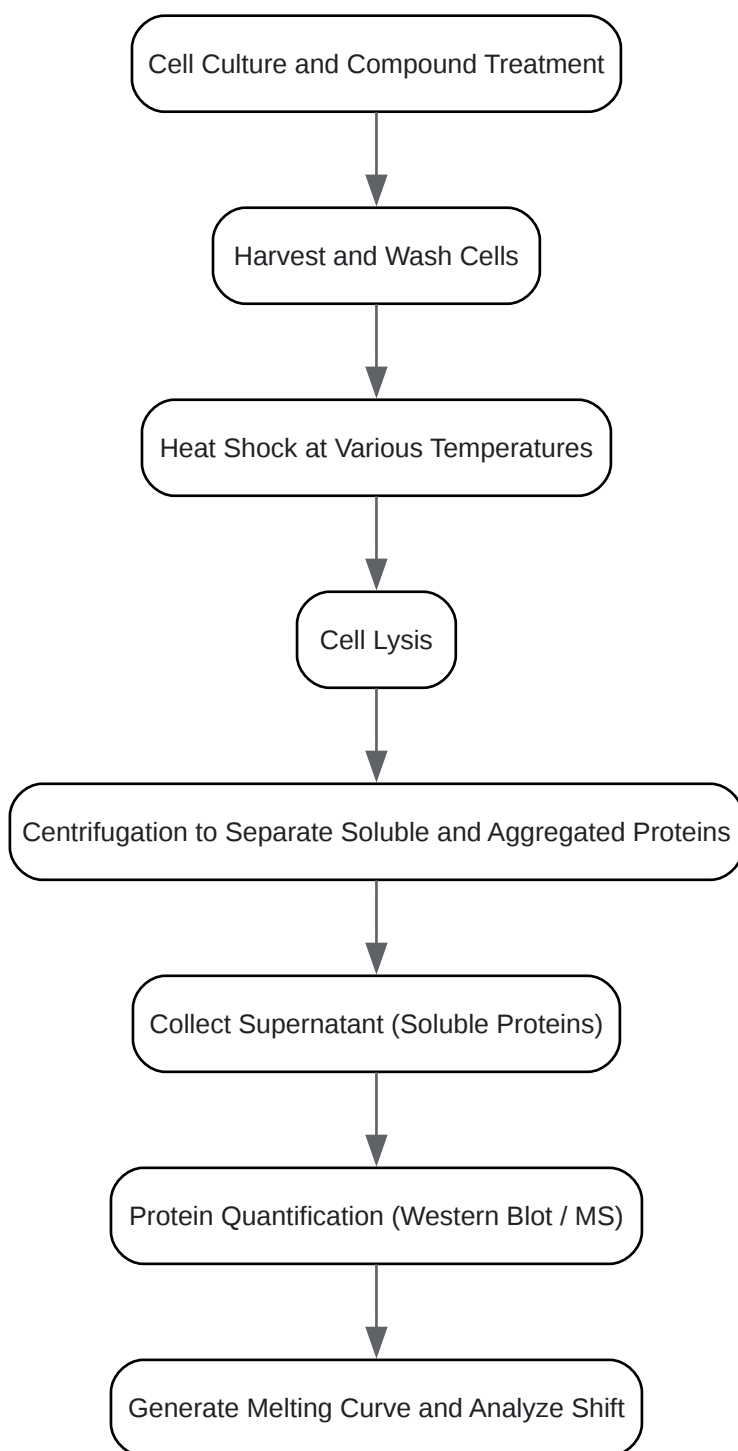 Cell Culture and Compound Treatment
Harvest and Wash Cells
Heat Shock at Various Temperatures
Cell Lysis
Centrifugation to Separate Soluble and Aggregated Proteins
Collect Supernatant (Soluble Proteins)
Protein Quantification (Western Blot / MS)
Generate Melting Curve and Analyze Shift